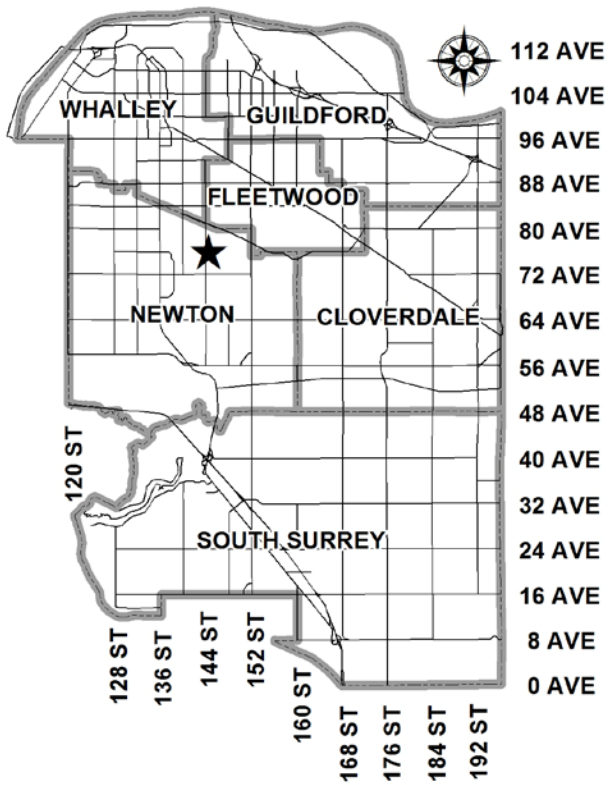 112 AVE
104 AVE
WHALLEY
GUILDFORD
96 AVE
88 AVE
FLEETWOOD
80 AVE
72 AVE
NEWTON
CLOVERDALE
64 AVE
56 AVE
48 AVE
120 ST
40 AVE
32 AVE
SOUTH SURREY
24 AVE
16 AVE
8 AVE
0 AVE
128 ST
136 ST
144 ST
152 ST
160 ST
168 ST
176 ST
184 ST
192 ST